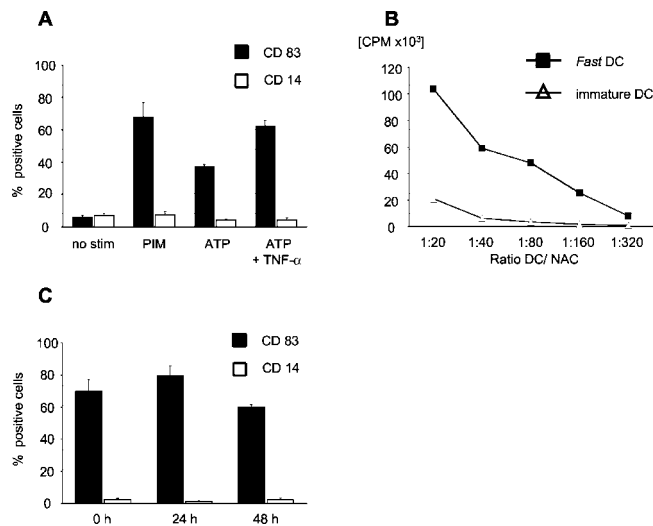 A
CD 83
CD 14
% positive cells
100
80
60
40
20
0
no stim
PIM
ATP
ATP
+ TNF-α
B
[CPM x10³]
Fast DC
immature DC
120
100
80
60
40
20
0
1:20
1:40
1:80
1:160
1:320
Ratio DC/ NAC
C
CD 83
CD 14
% positive cells
100
80
60
40
20
0
0 h
24 h
48 h